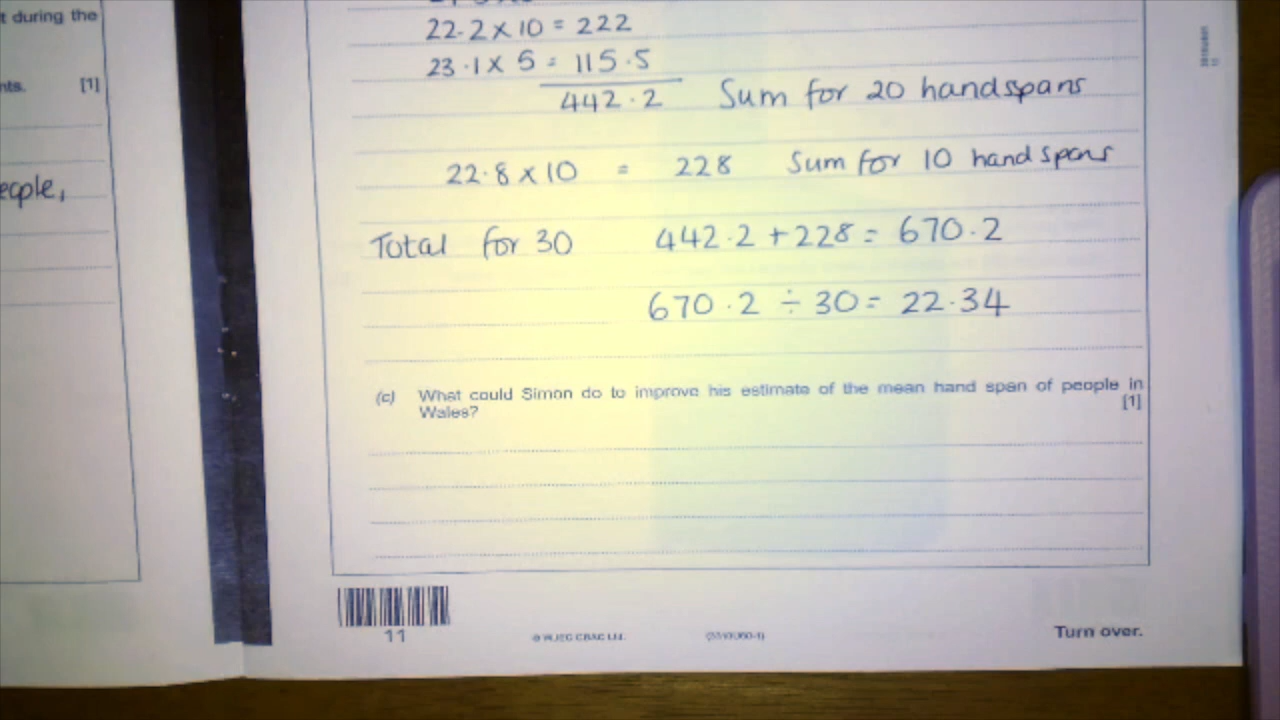 t during the
nts. [1]
eople,
22.2 x 10 = 222
23.1 x 5 = 115.5
442.2 Sum for 20 handspans
22.8 x 10 = 228 Sum for 10 handspans
Total for 30 442.2 + 228 = 670.2
670.2 ÷ 30 = 22.34
(c) What could Simon do to improve his estimate of the mean hand span of people in
Wales? [1]
11
© WJEC CBAC Ltd.
Turn over.